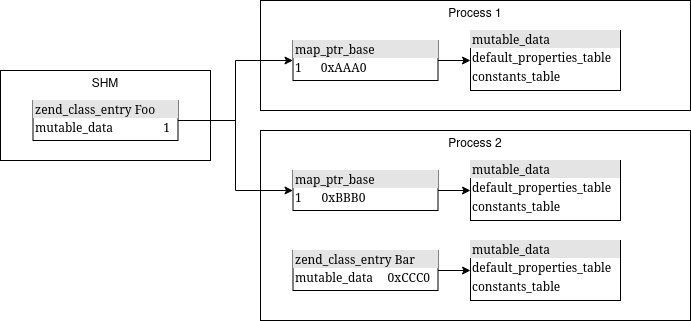 SHM
zend_class_entry Foo
mutable_data 1
Process 1
map_ptr_base
1 0xAAA0
mutable_data
default_properties_table
constants_table
Process 2
map_ptr_base
1 0xBBB0
mutable_data
default_properties_table
constants_table
zend_class_entry Bar
mutable_data 0xCCC0
mutable_data
default_properties_table
constants_table